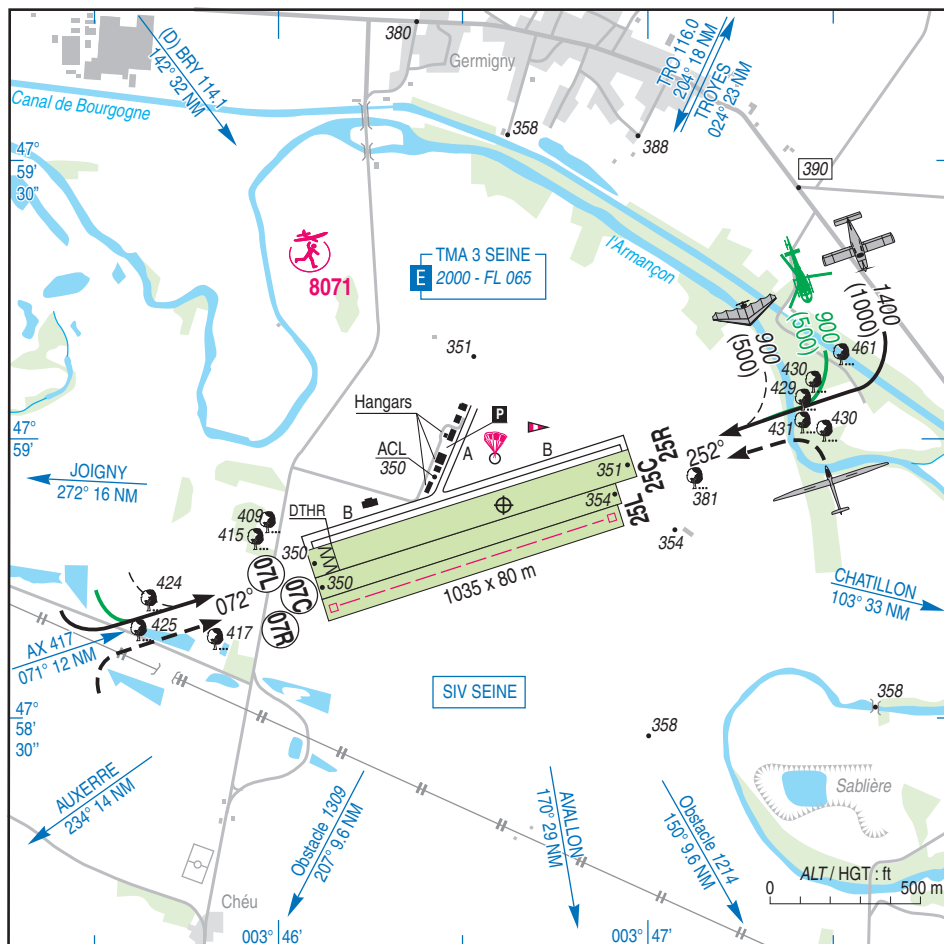 380
Germigny
(D) BRY 114.1
142° 32 NM
TRO 116.0
204° 18 NM
TROYES
024° 23 NM
Canal de Bourgogne
358
388
47°
59'
30"
390
l'Armançon
8071
TMA 3 SEINE
E
2000 - FL 065
1400
(1000)
900
(500)
900
(500)
461
351
430
429
431
430
Hangars
P
ACL
350
A
B
47°
59'
JOIGNY
272° 16 NM
25R
25C
25L
252°
351
354
381
B
DTHR
409
415
350
350
354
1035 x 80 m
07L
07C
07R
072°
424
425
417
CHATILLON
103° 33 NM
AX 417
071° 12 NM
SIV SEINE
358
358
47°
58'
30"
Sablière
AUXERRE
234° 14 NM
Obstacle 1309
207° 9.6 NM
AVALLON
170° 29 NM
Obstacle 1214
150° 9.6 NM
ALT / HGT : ft
0 500 m
Chéu
003° 46'
003° 47'